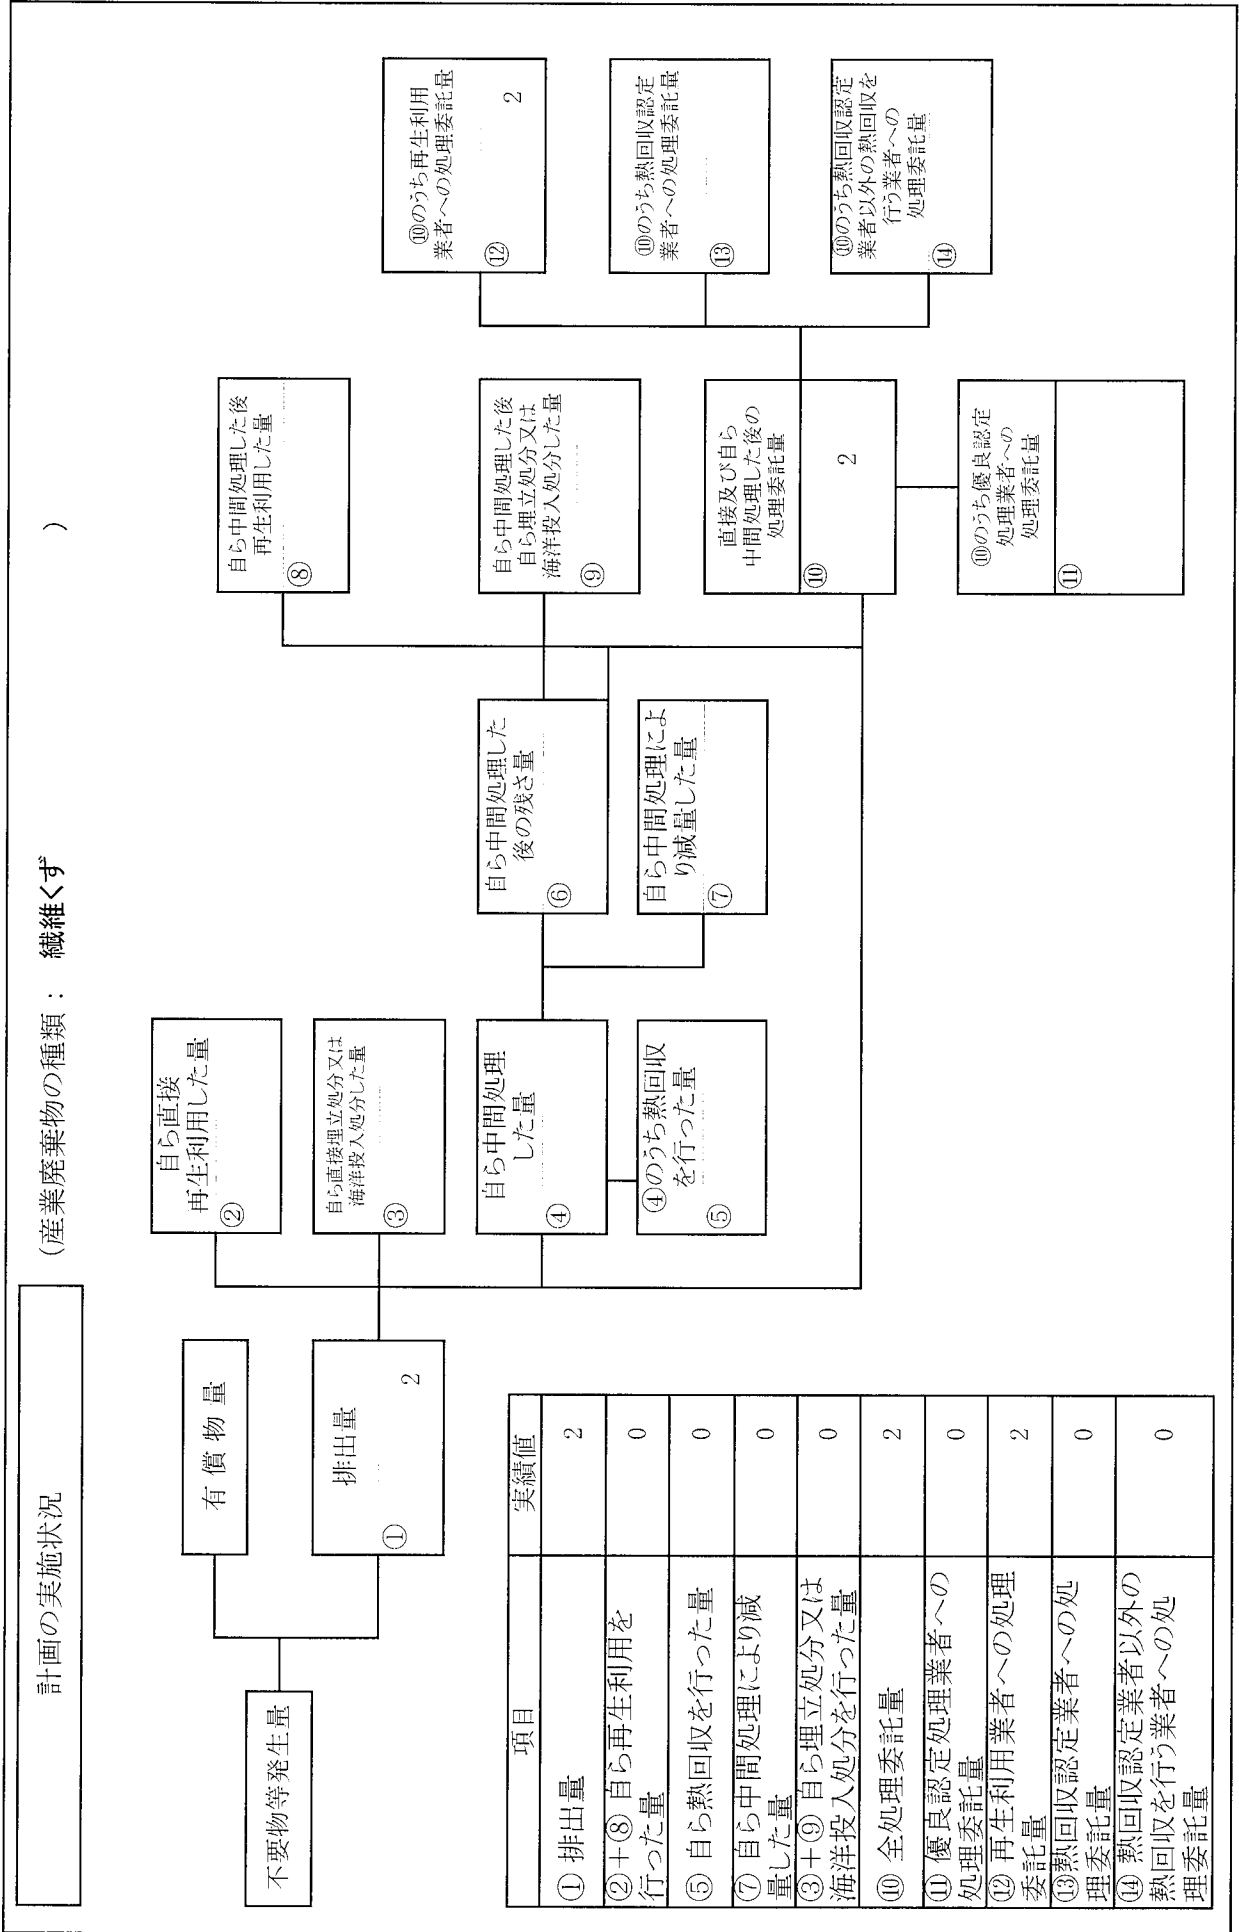 計画の実施状況
(産業廃棄物の種類： 繊維くず )
不要物等発生量
有償物量
排出量
①
2
自ら直接
再生利用した量
②
自ら直接埋立処分又は
海洋投入処分した量
③
自ら中間処理
した量
④
④のうち熱回収
を行った量
⑤
自ら中間処理した
後の残さ量
⑥
自ら中間処理によ
り減量した量
⑦
自ら中間処理した後
再生利用した量
⑧
自ら中間処理した後
自ら埋立処分又は
海洋投入処分した量
⑨
直接及び自ら
中間処理した後の
処理委託量
⑩
2
⑩のうち優良認定
処理業者への
処理委託量
⑪
⑩のうち再生利用
業者への処理委託量
⑫
2
⑩のうち熱回収認定
業者への処理委託量
⑬
⑩のうち熱回収認定
業者以外の熱回収を
行う業者への
処理委託量
⑭
項目 実績値
① 排出量 2
②+⑧ 自ら再生利用を
行った量 0
⑤ 自ら熱回収を行った量 0
⑦ 自ら中間処理により減
量した量 0
③+⑨ 自ら埋立処分又は
海洋投入処分を行った量 0
⑩ 全処理委託量 2
⑪ 優良認定処理業者への
処理委託量 0
⑫ 再生利用業者への処理
委託量 2
⑬熱回収認定業者への処
理委託量 0
⑭ 熱回収認定業者以外の
熱回収を行う業者への処
理委託量 0